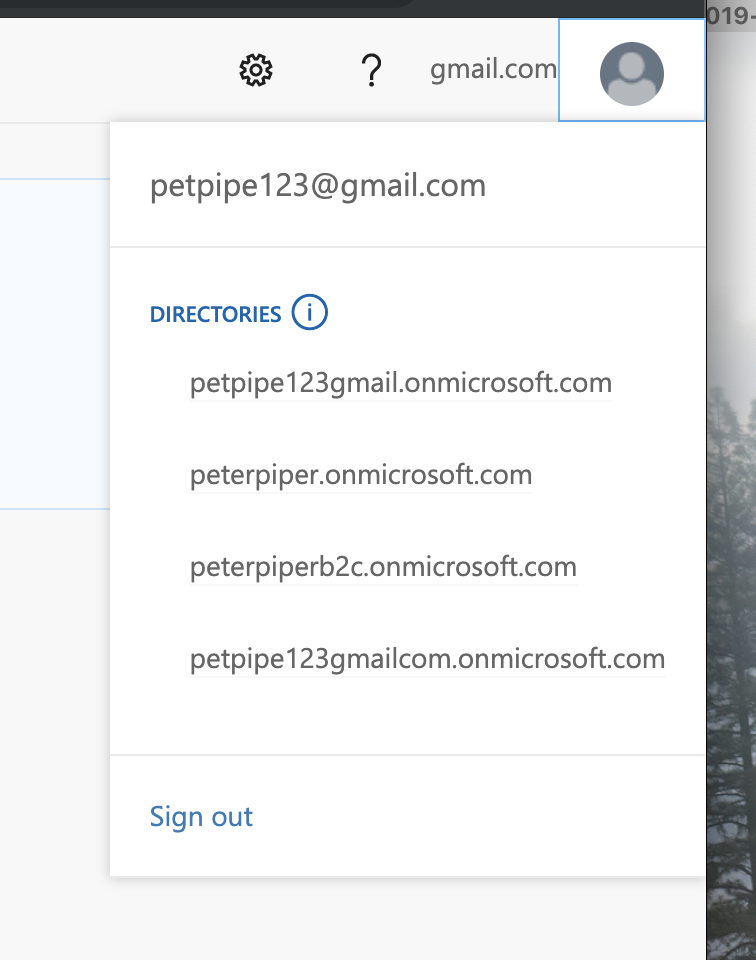 019-
?
gmail.com
petpipe123@gmail.com
DIRECTORIES i
petpipe123gmail.onmicrosoft.com
peterpiper.onmicrosoft.com
peterpiperb2c.onmicrosoft.com
petpipe123gmailcom.onmicrosoft.com
Sign out